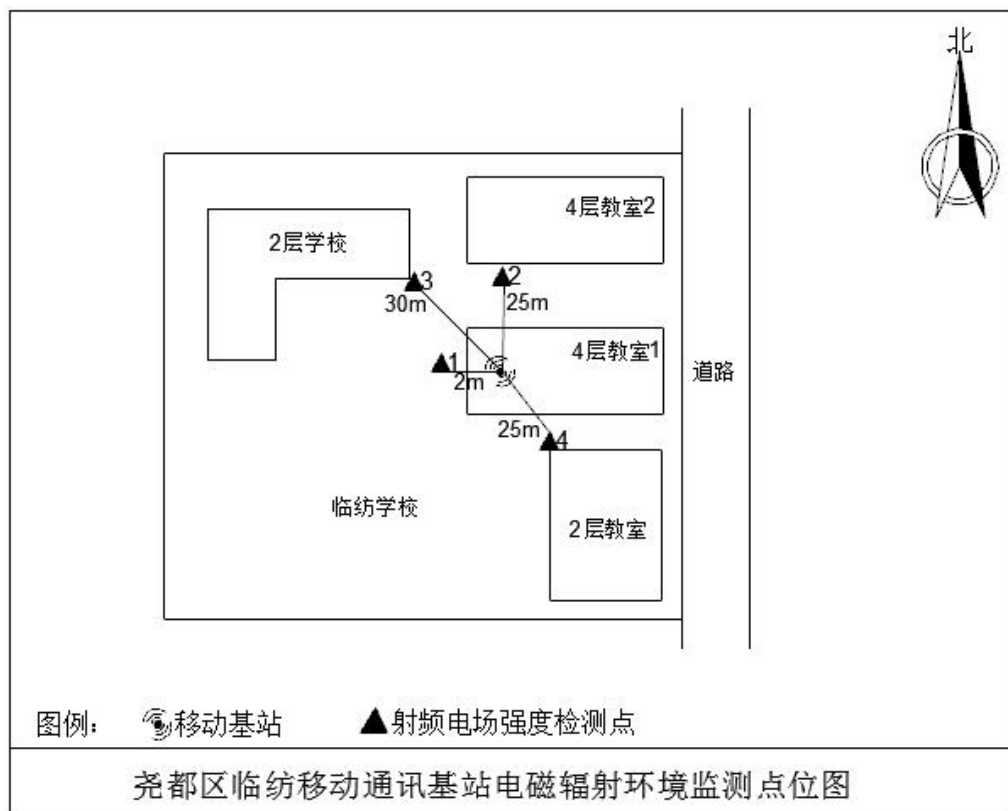 北
4层教室2
2层学校
3
2
30m
25m
4层教室1
1
2m
道路
25m
4
临纺学校
2层教室
图例： 移动基站 射频电场强度检测点
尧都区临纺移动通讯基站电磁辐射环境监测点位图